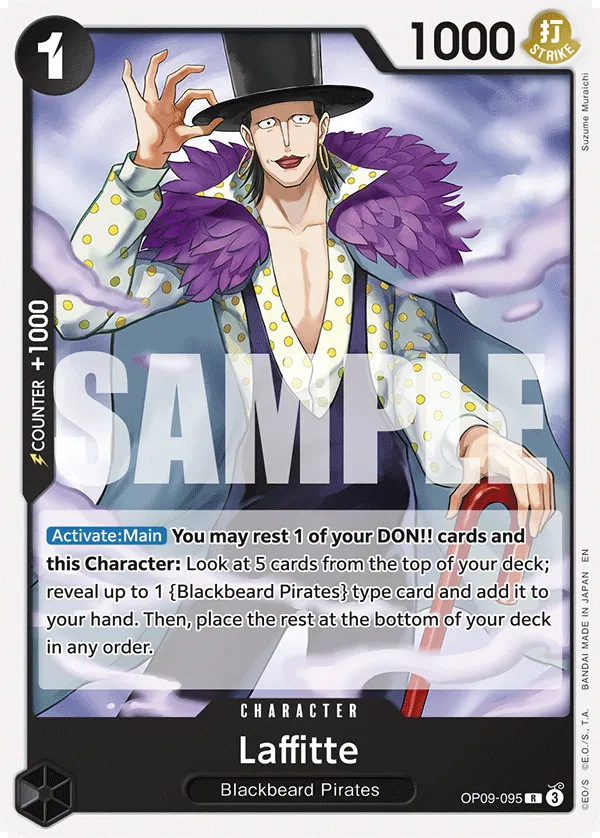 1
1000
打
STRIKE
Suzume Muraichi
COUNTER +1000
SAMPLE
Activate:Main You may rest 1 of your DON!! cards and
this Character: Look at 5 cards from the top of your deck;
reveal up to 1 {Blackbeard Pirates} type card and add it to
your hand. Then, place the rest at the bottom of your deck
in any order.
CHARACTER
Laffitte
Blackbeard Pirates
OP09-095 R 3
©EO/S ©E.O./S., T.A. BANDAI MADE IN JAPAN EN